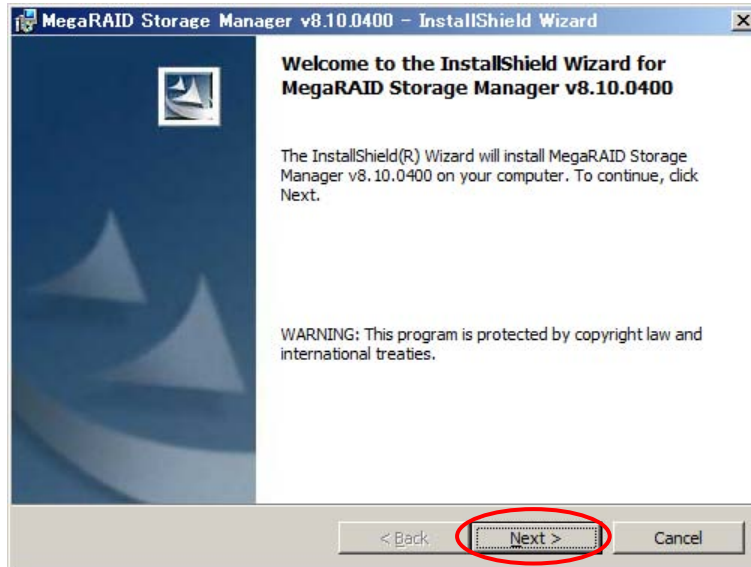 MegaRAID Storage Manager v8.10.0400 - InstallShield Wizard
Welcome to the InstallShield Wizard for
MegaRAID Storage Manager v8.10.0400
The InstallShield(R) Wizard will install MegaRAID Storage
Manager v8.10.0400 on your computer. To continue, click
Next.
WARNING: This program is protected by copyright law and
international treaties.
< Back
Next >
Cancel